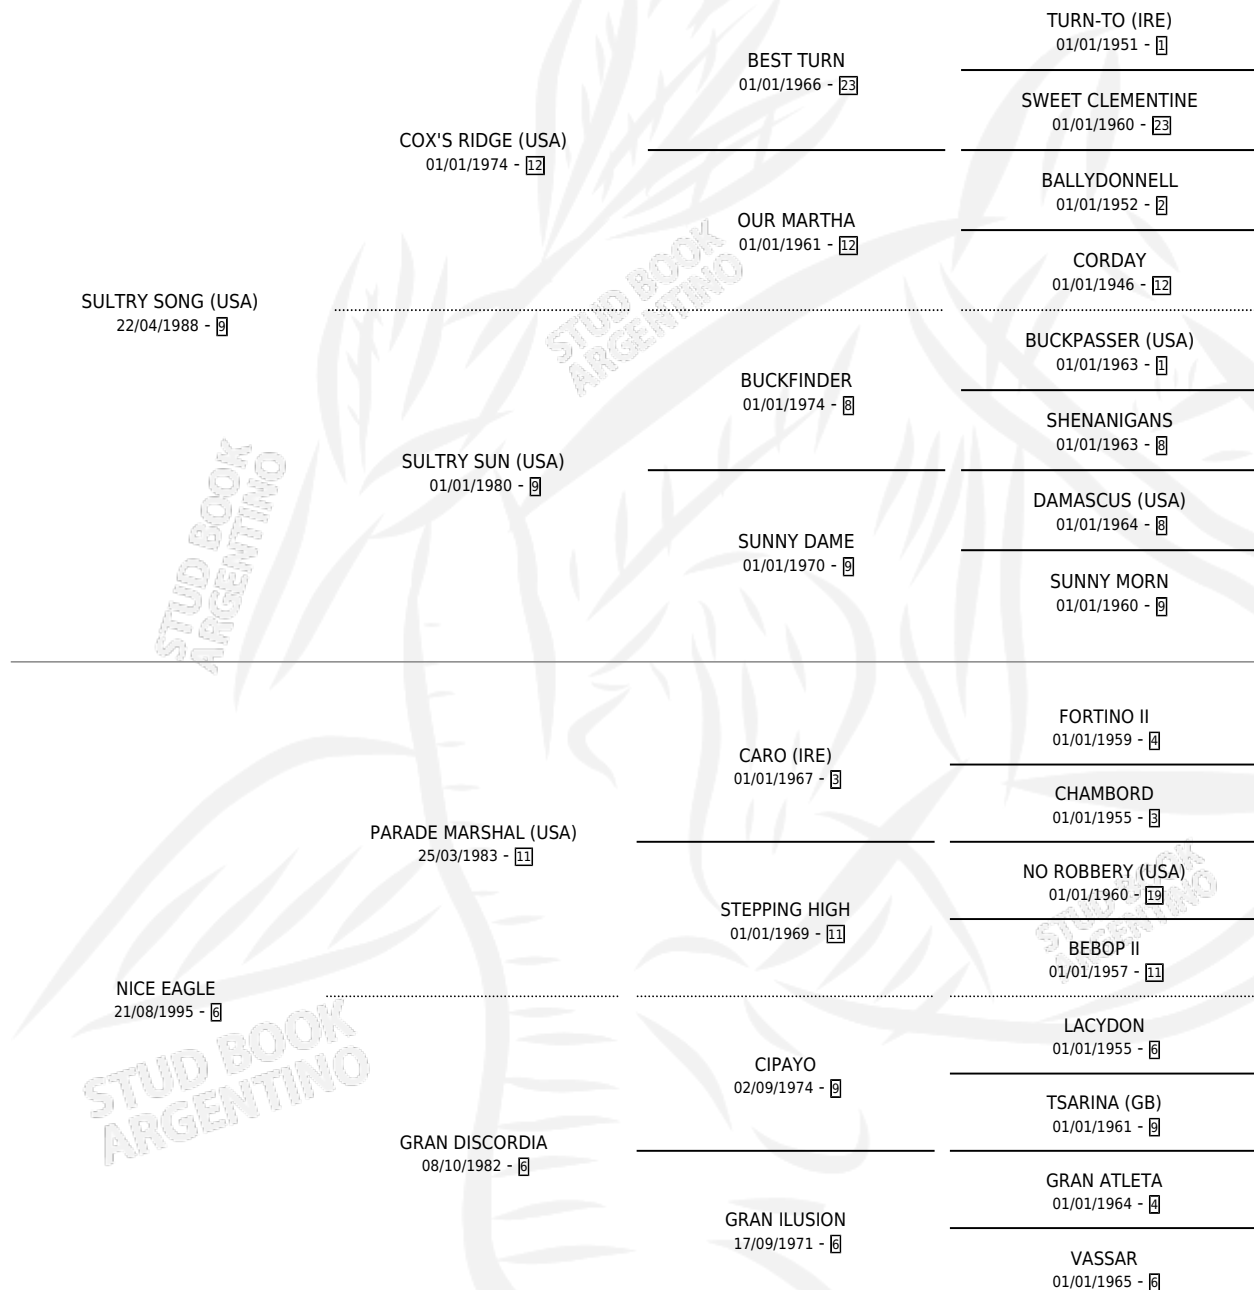 TURN-TO (IRE)
01/01/1951 - 1
BEST TURN
01/01/1966 - 23
SWEET CLEMENTINE
01/01/1960 - 23
COX'S RIDGE (USA)
01/01/1974 - 12
BALLYDONNELL
01/01/1952 - 2
OUR MARTHA
01/01/1961 - 12
CORDAY
01/01/1946 - 12
SULTRY SONG (USA)
22/04/1988 - 9
STUD BOOK
ARGENTINO
BUCKPASSER (USA)
01/01/1963 - 1
BUCKFINDER
01/01/1974 - 8
SHENANIGANS
01/01/1963 - 8
SULTRY SUN (USA)
01/01/1980 - 9
DAMASCUS (USA)
01/01/1964 - 8
SUNNY DAME
01/01/1970 - 9
SUNNY MORN
01/01/1960 - 9
STUD BOOK
ARGENTINO
FORTINO II
01/01/1959 - 4
CARO (IRE)
01/01/1967 - 3
CHAMBORD
01/01/1955 - 3
PARADE MARSHAL (USA)
25/03/1983 - 11
NO ROBBERY (USA)
01/01/1960 - 19
STEPPING HIGH
01/01/1969 - 11
STUD BOOK
ARGENTINO
BEBOP II
01/01/1957 - 11
NICE EAGLE
21/08/1995 - 6
STUD BOOK
ARGENTINO
LACYDON
01/01/1955 - 6
CIPAYO
02/09/1974 - 9
TSARINA (GB)
01/01/1961 - 9
GRAN DISCORDIA
08/10/1982 - 6
GRAN ATLETA
01/01/1964 - 4
GRAN ILUSION
17/09/1971 - 6
VASSAR
01/01/1965 - 6